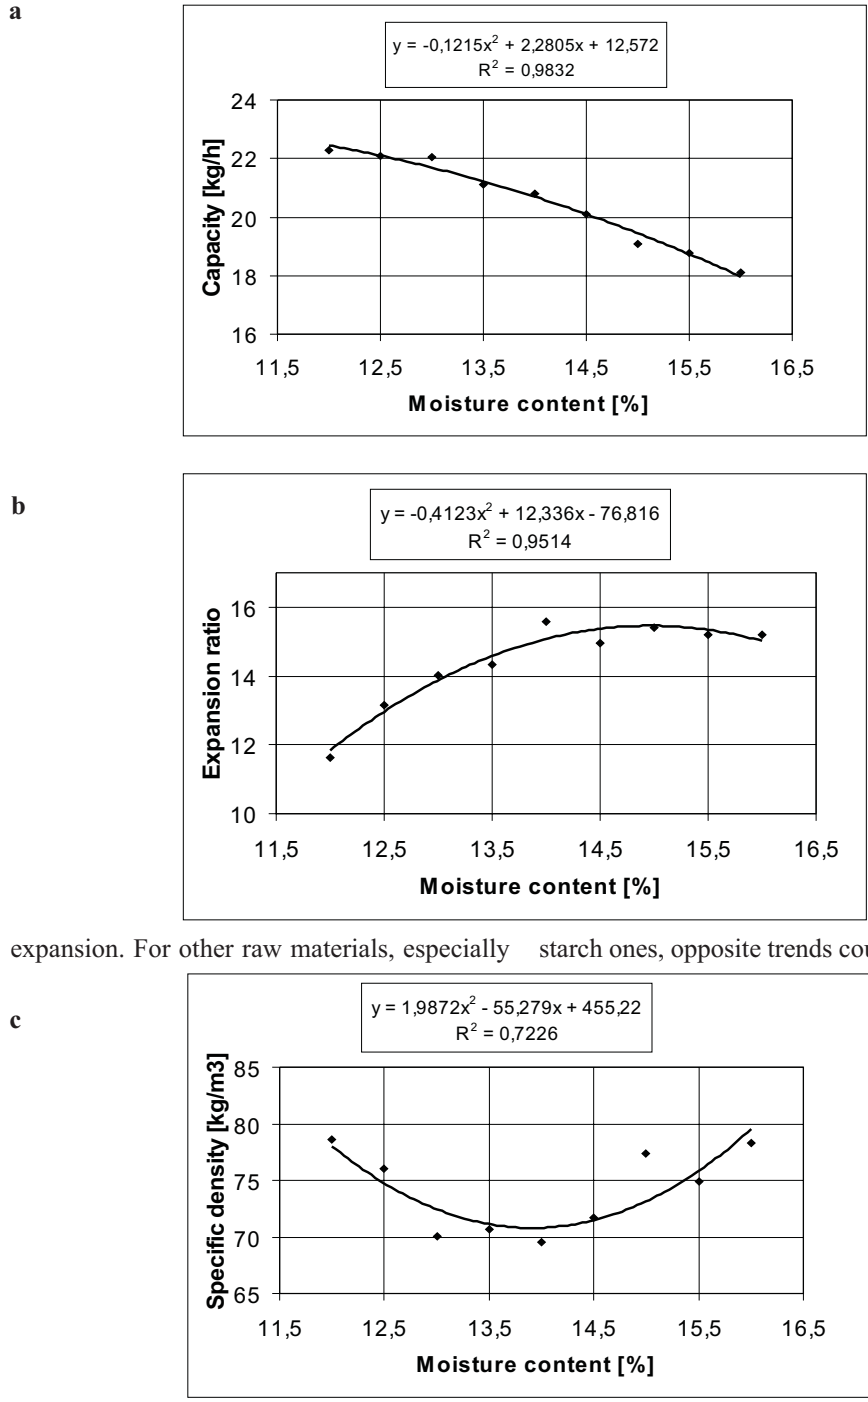 a
y = -0,1215x² + 2,2805x + 12,572
R² = 0,9832
24
22
20
18
16
Capacity [kg/h]
11,5 12,5 13,5 14,5 15,5 16,5
Moisture content [%]
b
y = -0,4123x² + 12,336x - 76,816
R² = 0,9514
16
14
12
10
Expansion ratio
11,5 12,5 13,5 14,5 15,5 16,5
Moisture content [%]
expansion. For other raw materials, especially starch ones, opposite trends cou
c
y = 1,9872x² - 55,279x + 455,22
R² = 0,7226
85
80
75
70
65
Specific density [kg/m3]
11,5 12,5 13,5 14,5 15,5 16,5
Moisture content [%]